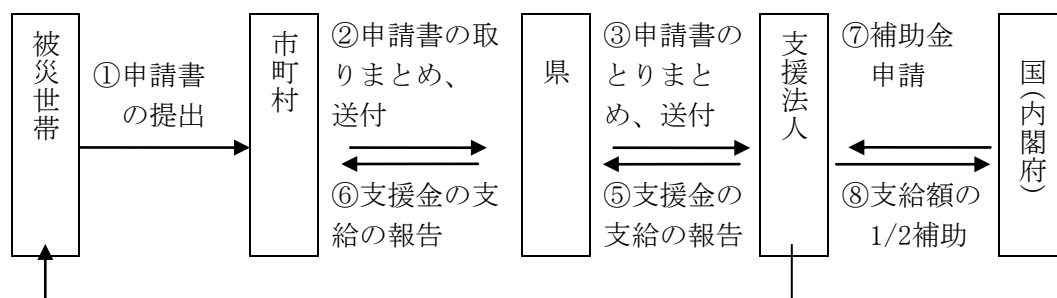 被災世帯
①申請書
の提出
市町村
②申請書の取
りまとめ、
送付
⑥支援金の支
給の報告
県
③申請書の
とりまと
め、送付
⑤支援金の
支給の報告
支援法人
⑦補助金
申請
⑧支給額の
1/2補助
国(内閣府)